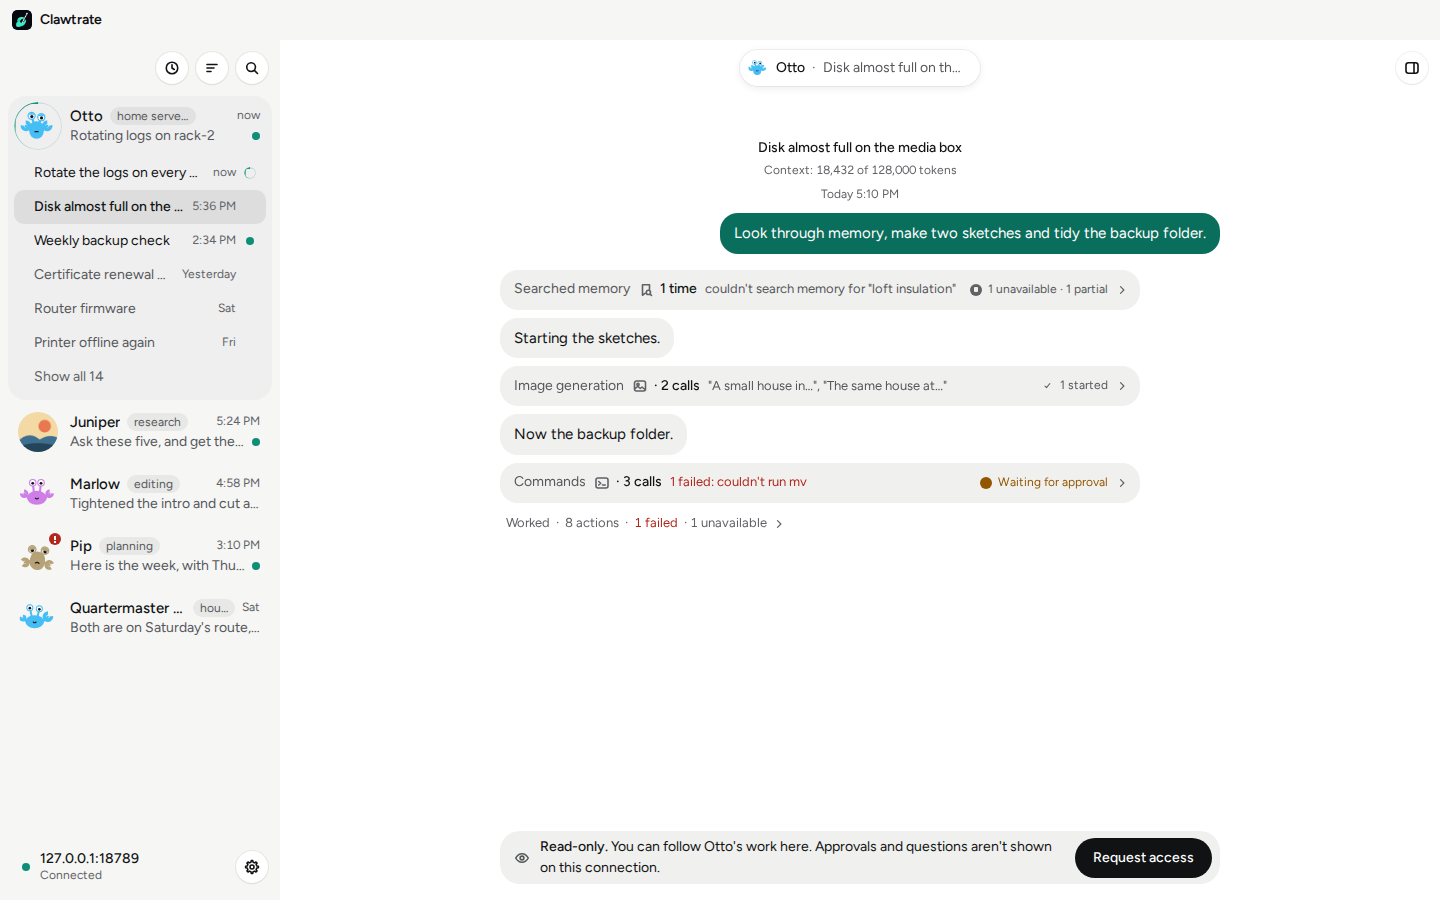 Clawtrate
Otto home serve... now
Rotating logs on rack-2
Rotate the logs on every ... now
Disk almost full on the ... 5:36 PM
Weekly backup check 2:34 PM
Certificate renewal ... Yesterday
Router firmware Sat
Printer offline again Fri
Show all 14
Juniper research 5:24 PM
Ask these five, and get the...
Marlow editing 4:58 PM
Tightened the intro and cut a...
Pip planning 3:10 PM
Here is the week, with Thu...
Quartermaster ... hou... Sat
Both are on Saturday's route,...
127.0.0.1:18789
Connected
Otto · Disk almost full on th...
Disk almost full on the media box
Context: 18,432 of 128,000 tokens
Today 5:10 PM
Look through memory, make two sketches and tidy the backup folder.
Searched memory 1 time couldn't search memory for "loft insulation" 1 unavailable · 1 partial
Starting the sketches.
Image generation · 2 calls "A small house in...", "The same house at..." 1 started
Now the backup folder.
Commands · 3 calls 1 failed: couldn't run mv Waiting for approval
Worked · 8 actions · 1 failed · 1 unavailable
Read-only. You can follow Otto's work here. Approvals and questions aren't shown
on this connection.
Request access